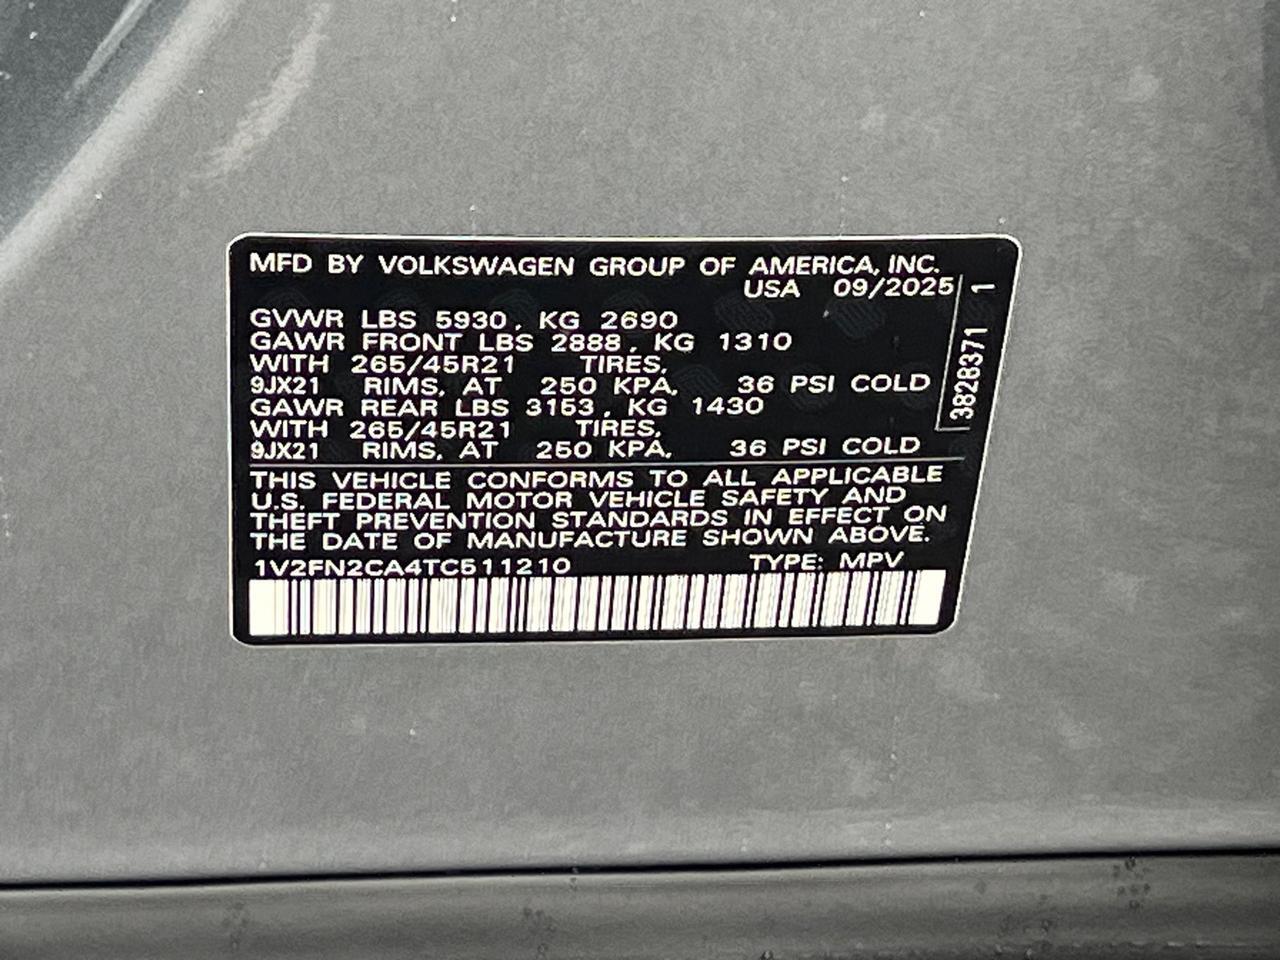 MFD BY VOLKSWAGEN GROUP OF AMERICA, INC.
USA 09/2025
GVWR LBS 5930, KG 2690
GAWR FRONT LBS 2888, KG 1310
WITH 265/45R21 TIRES,
9JX21 RIMS, AT 250 KPA, 36 PSI COLD
GAWR REAR LBS 3153, KG 1430
WITH 265/45R21 TIRES,
9JX21 RIMS, AT 250 KPA, 36 PSI COLD
THIS VEHICLE CONFORMS TO ALL APPLICABLE
U.S. FEDERAL MOTOR VEHICLE SAFETY AND
THEFT PREVENTION STANDARDS IN EFFECT ON
THE DATE OF MANUFACTURE SHOWN ABOVE.
1V2FN2CA4TC511210 TYPE: MPV
3828371 1